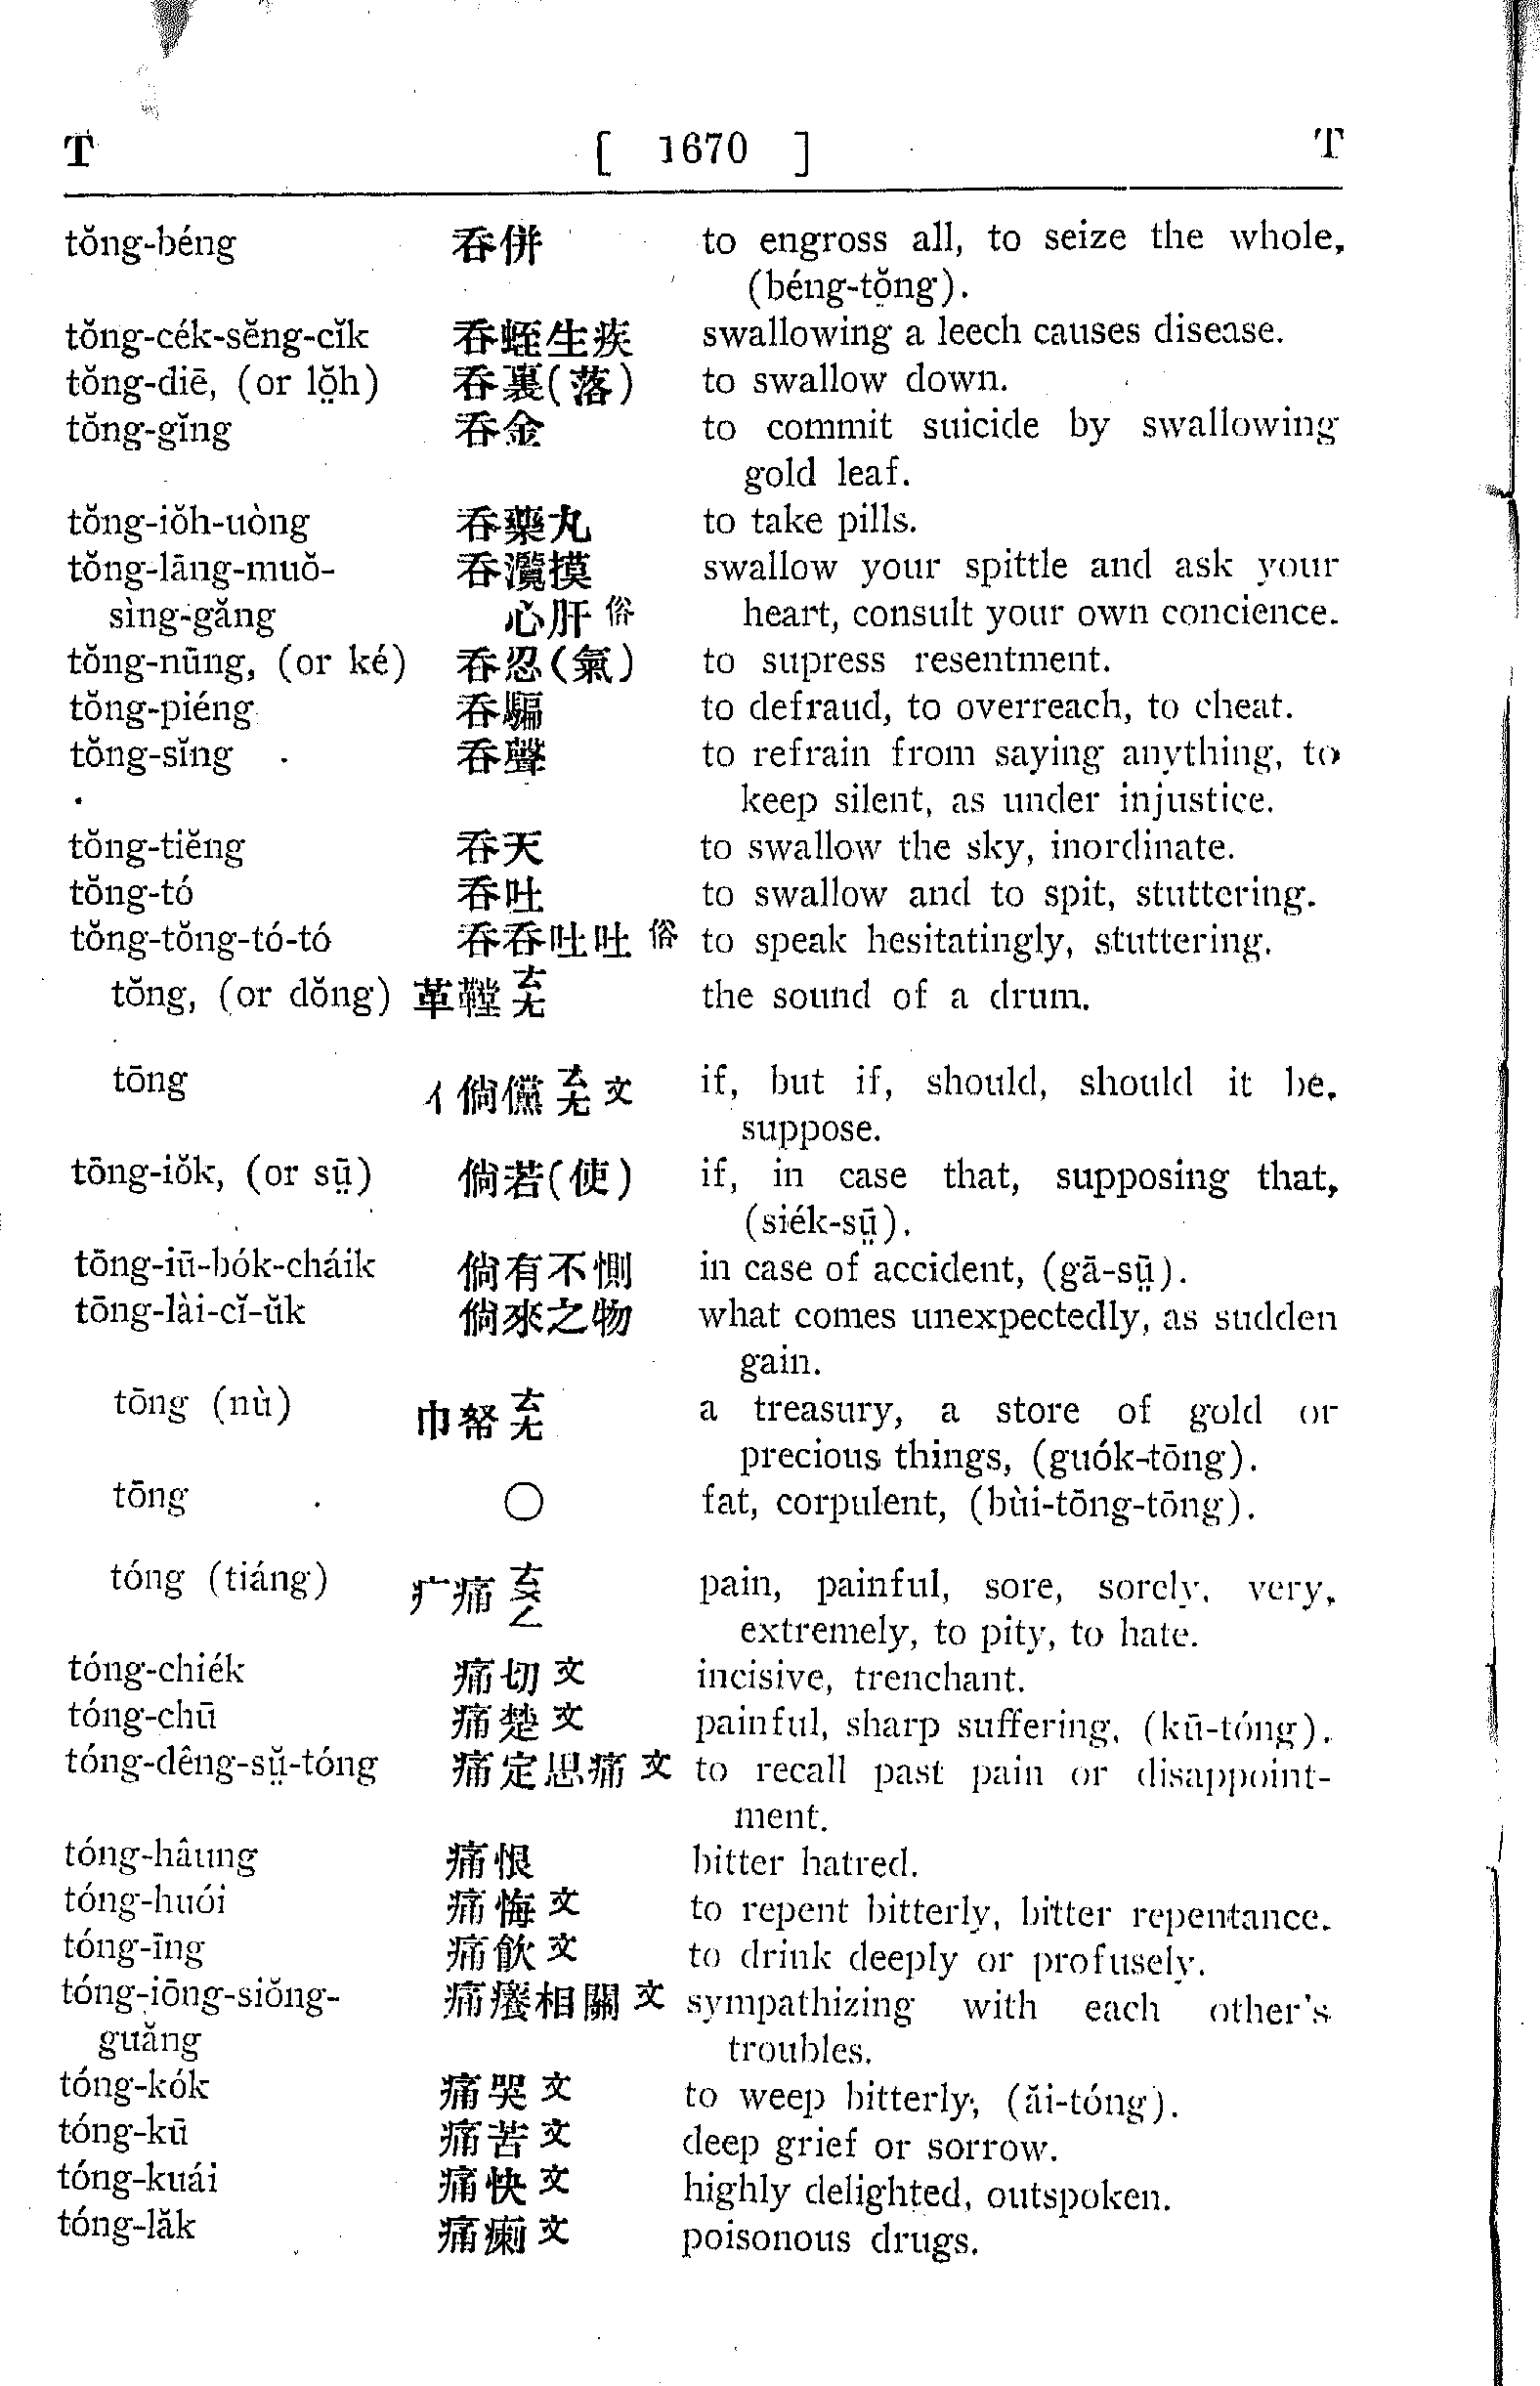 T [ 1670 ] T
tŏng-béng 呑併 to engross all, to seize the whole,
(béng-tŏ̤ng).
tŏng-cék-sĕng-cĭk 呑蛭生疾 swallowing a leech causes disease.
tŏng-diē, (or lŏ̤h) 呑裏(落) to swallow down.
tŏng-gĭng 呑金 to commit suicide by swallowing
gold leaf.
tŏng-iŏh-uòng 呑藥丸 to take pills.
tŏng-lāng-muŏ- 呑灠摸 swallow your spittle and ask your
sìng-găng 心肝 俗 heart, consult your own concience.
tŏng-nūng, (or ké) 呑忍(氣) to supress resentment.
tŏng-piéng 呑騙 to defraud, to overreach, to cheat.
tŏng-sĭng 呑聲 to refrain from saying anything, to
keep silent, as under injustice.
tŏng-tiĕng 呑天 to swallow the sky, inordinate.
tŏng-tó 呑吐 to swallow and to spit, stuttering.
tŏng-tŏng-tó-tó 呑呑吐吐 俗 to speak hesitatingly, stuttering.
tŏng, (or dŏng) 革鞺 ㄊㄤ the sound of a drum.
tōng 亻倘儻 ㄊㄤ 文 if, but if, should, should it be,
suppose.
tōng-iŏk, (or sṳ̄) 倘若(使) if, in case that, supposing that,
(siék-sṳ̄).
tōng-iū-bók-cháik 倘有不惻 in case of accident, (gā-sṳ̄).
tōng-lài-cĭ-ŭk 倘來之物 what comes unexpectedly, as sudden
gain.
tōng (nù) 巾帑 ㄊㄤ a treasury, a store of gold or
precious things, (guók-tōng).
tōng ○ fat, corpulent, (bùi-tōng-tōng).
tóng (tiáng) 疒痛 ㄊㄨㄥ pain, painful, sore, sorely, very,
extremely, to pity, to hate.
tóng-chiék 痛切 文 incisive, trenchant.
tóng-chū 痛楚 文 painful, sharp suffering, (kū-tóng).
tóng-dêng-sṳ̆-tóng 痛定思痛 文 to recall past pain or disappoint-
ment.
tóng-hâung 痛恨 bitter hatred.
tóng-huói 痛悔 文 to repent bitterly, bitter repentance.
tóng-īng 痛飮 文 to drink deeply or profusely.
tóng-iōng-siŏng- 痛癢相關 文 sympathizing with each other's
guăng troubles.
tóng-kók 痛哭 文 to weep bitterly, (ăi-tóng).
tóng-kū 痛苦 文 deep grief or sorrow.
tóng-kuái 痛快 文 highly delighted, outspoken.
tóng-lăk 痛瘌 文 poisonous drugs.